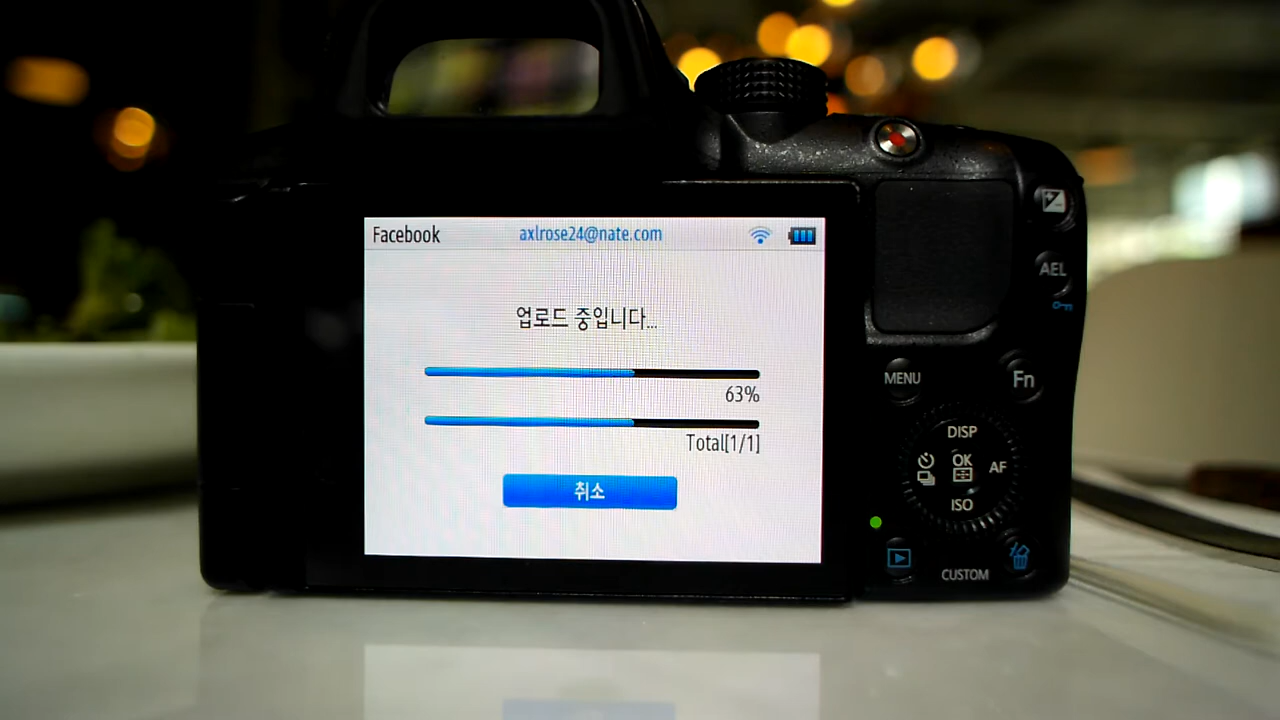 Facebook
axlrose24@nate.com
업로드 중입니다...
63%
Total[1/1]
취소
AEL
MENU
Fn
DISP
OK
AF
ISO
CUSTOM